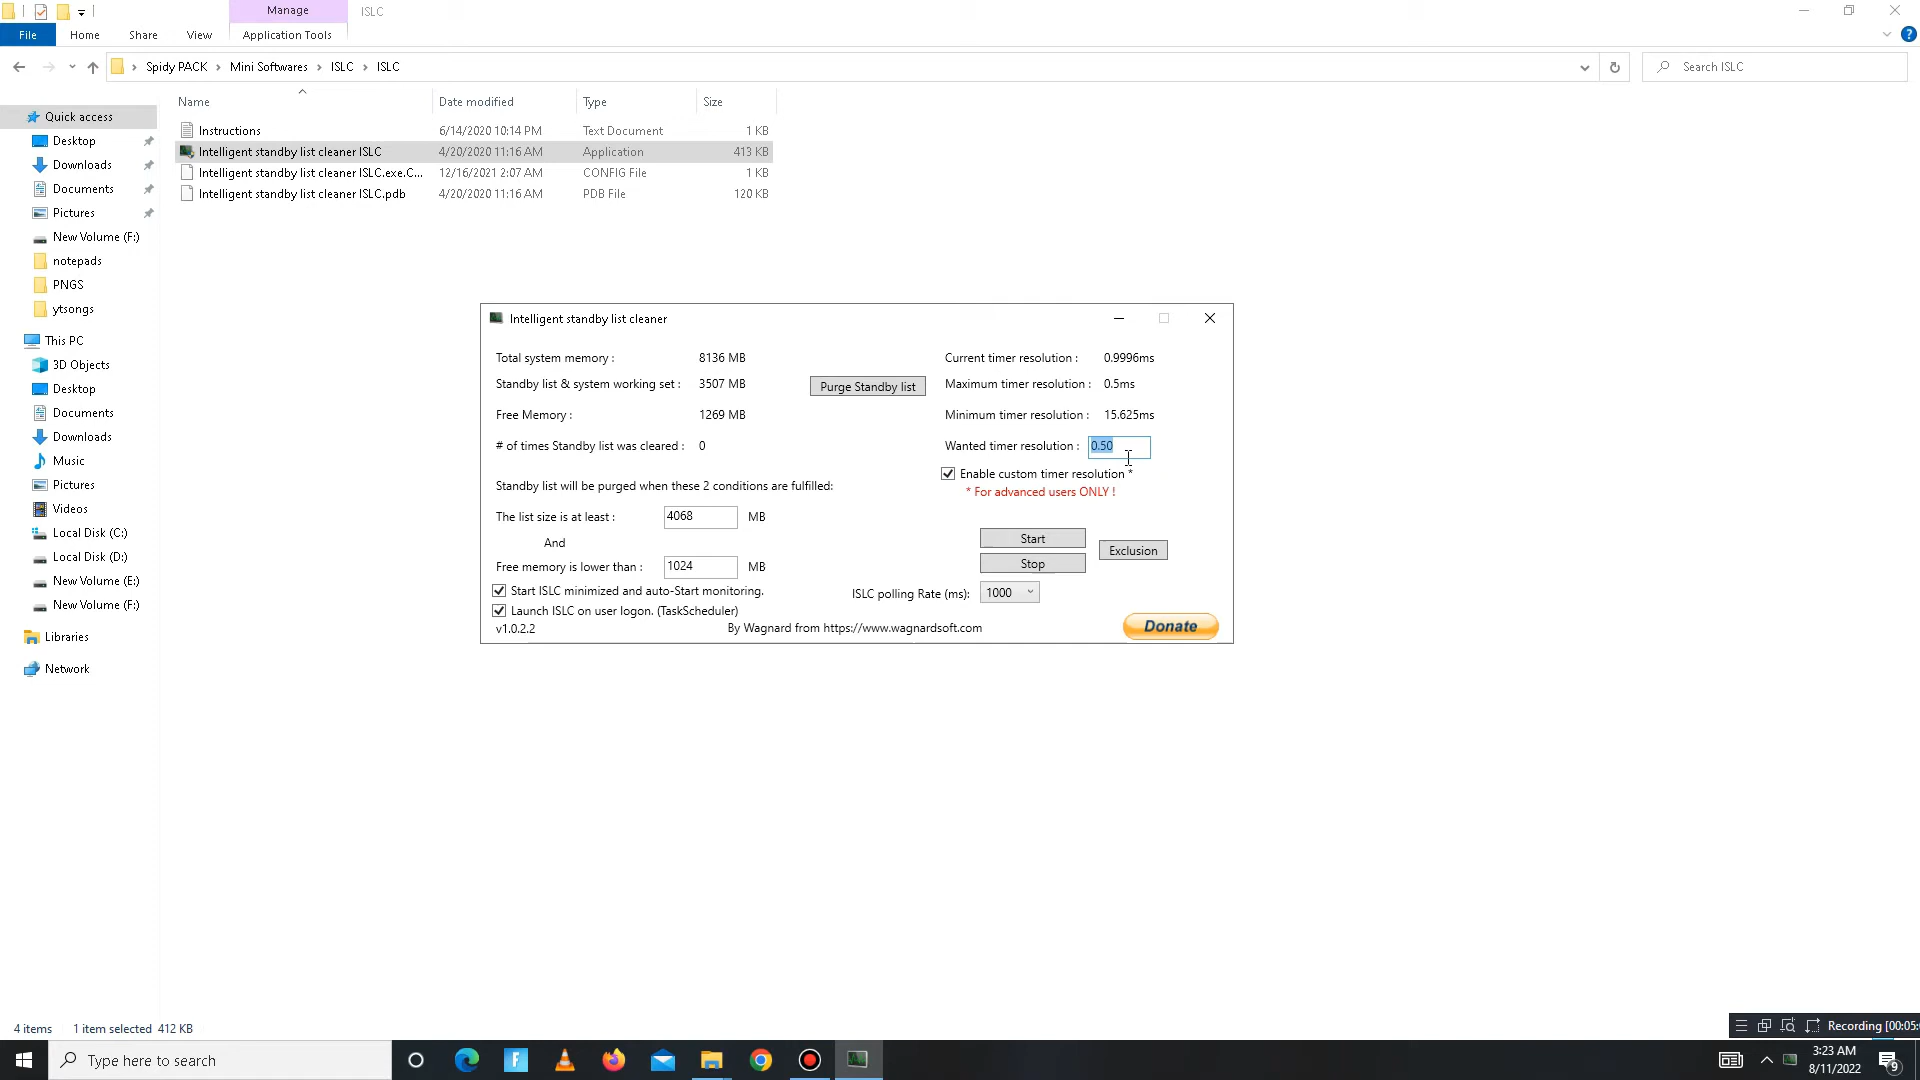 Manage ISLC
File Home Share View Application Tools
Spidy PACK Mini Softwares ISLC ISLC Search ISLC
Name Date modified Type Size
Quick access
Desktop
Downloads
Documents
Pictures
New Volume (F:)
notepads
PNGS
ytsongs
This PC
3D Objects
Desktop
Documents
Downloads
Music
Pictures
Videos
Local Disk (C:)
Local Disk (D:)
New Volume (E:)
New Volume (F:)
Libraries
Network
Instructions 6/14/2020 10:14 PM Text Document 1 KB
Intelligent standby list cleaner ISLC 4/20/2020 11:16 AM Application 413 KB
Intelligent standby list cleaner ISLC.exe.C... 12/16/2021 2:07 AM CONFIG File 1 KB
Intelligent standby list cleaner ISLC.pdb 4/20/2020 11:16 AM PDB File 120 KB
Intelligent standby list cleaner
Total system memory : 8136 MB
Standby list & system working set : 3507 MB
Purge Standby list
Free Memory : 1269 MB
# of times Standby list was cleared : 0
Current timer resolution : 0.9996ms
Maximum timer resolution : 0.5ms
Minimum timer resolution : 15.625ms
Wanted timer resolution : 0.50
Enable custom timer resolution *
* For advanced users ONLY !
Standby list will be purged when these 2 conditions are fulfilled:
The list size is at least : 4068 MB
And
Free memory is lower than : 1024 MB
Start
Stop
Exclusion
Start ISLC minimized and auto-Start monitoring.
ISLC polling Rate (ms): 1000
Launch ISLC on user logon. (TaskScheduler)
v1.0.2.2 By Wagnard from https://www.wagnardsoft.com
Donate
4 items 1 item selected 412 KB
Recording [00:05:
Type here to search
3:23 AM
8/11/2022
9